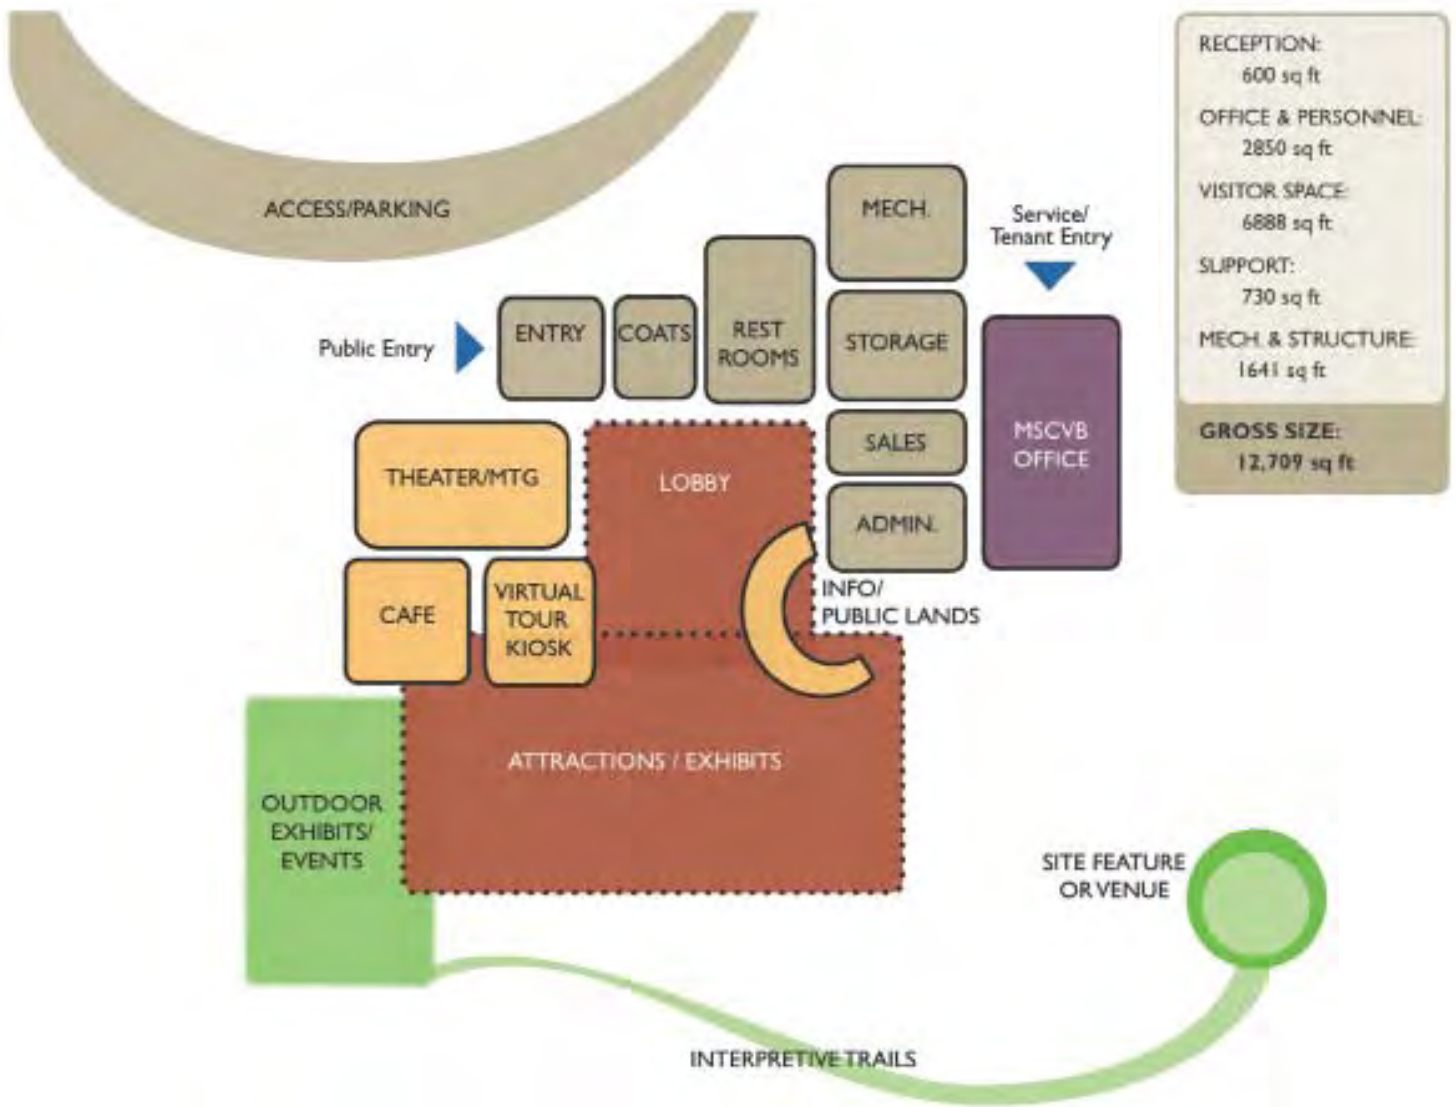 RECEPTION:
600 sq ft
OFFICE & PERSONNEL:
2850 sq ft
VISITOR SPACE:
6888 sq ft
SUPPORT:
730 sq ft
MECH. & STRUCTURE:
1641 sq ft
GROSS SIZE:
12,709 sq ft
ACCESS/PARKING
MECH.
Service/
Tenant Entry
Public Entry
ENTRY
COATS
REST
ROOMS
STORAGE
MSCVB
OFFICE
SALES
THEATER/MTG
LOBBY
ADMIN.
CAFE
VIRTUAL
TOUR
KIOSK
INFO/
PUBLIC LANDS
ATTRACTIONS / EXHIBITS
OUTDOOR
EXHIBITS/
EVENTS
SITE FEATURE
OR VENUE
INTERPRETIVE TRAILS